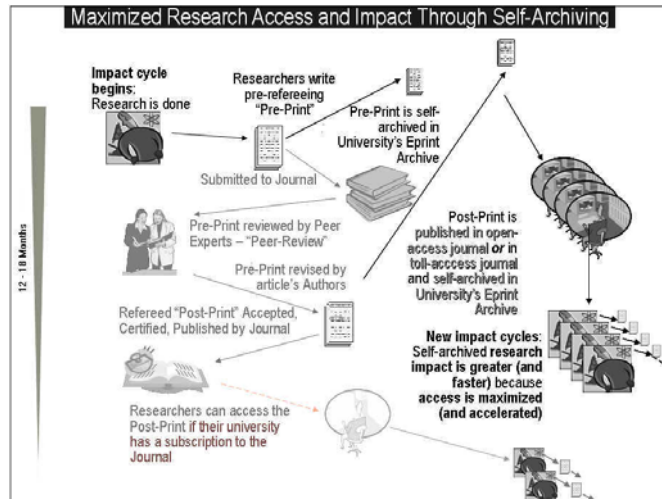 Maximized Research Access and Impact Through Self-Archiving
Impact cycle
begins:
Research is done
Researchers write
pre-refereeing
"Pre-Print"
Pre-Print is self-
archived in
University's Eprint
Archive
Submitted to Journal
12 - 18 Months
Pre-Print reviewed by Peer
Experts – "Peer-Review"
Pre-Print revised by
article's Authors
Post-Print is
published in open-
access journal or in
toll-access journal
and self-archived in
University's Eprint
Archive
Refereed "Post-Print" Accepted,
Certified, Published by Journal
New impact cycles:
Self-archived research
impact is greater (and
faster) because
access is maximized
(and accelerated)
Researchers can access the
Post-Print if their university
has a subscription to the
Journal